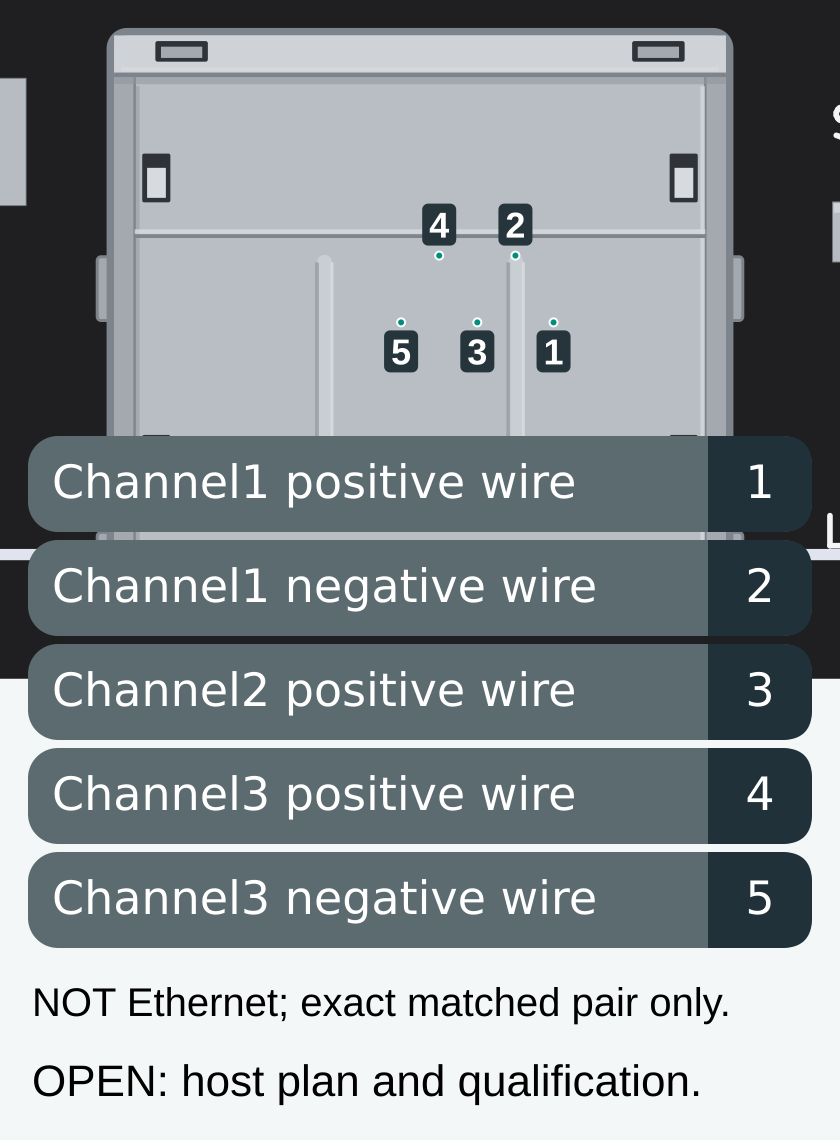 4 2
5 3 1
Channel1 positive wire 1
Channel1 negative wire 2
Channel2 positive wire 3
Channel3 positive wire 4
Channel3 negative wire 5
NOT Ethernet; exact matched pair only.
OPEN: host plan and qualification.